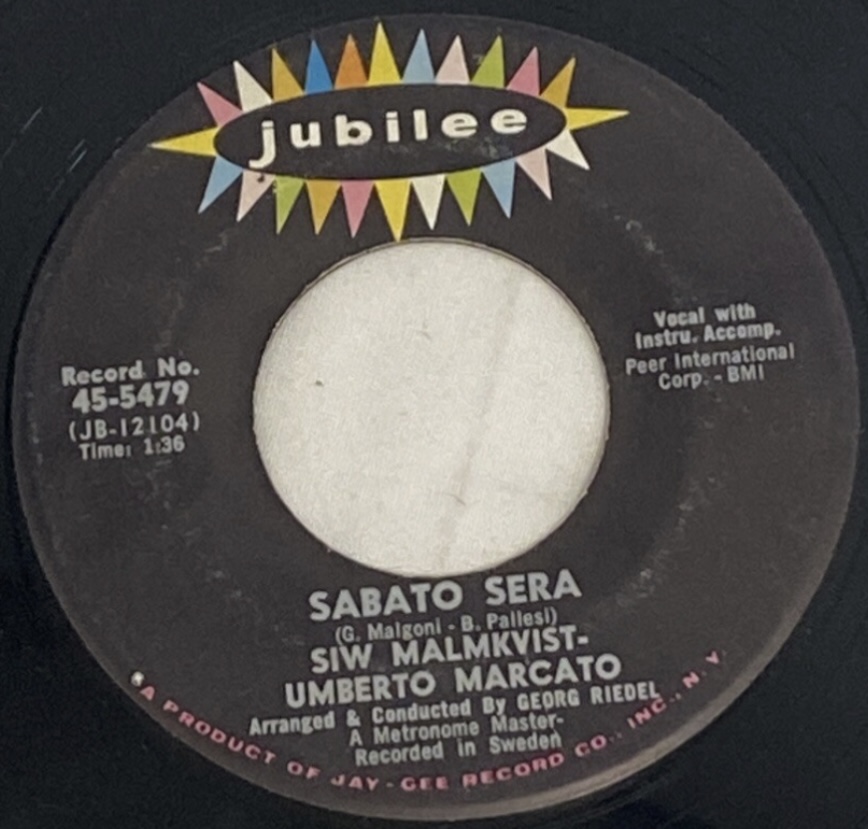 jubilee
Vocal with
Instru. Accomp.
Peer International
Corp. - BMI
Record No.
45-5479
(JB-12104)
Time: 1:36
SABATO SERA
(G. Malgoni - B. Pallesi)
SIW MALMKVIST-
UMBERTO MARCATO
Arranged & Conducted By GEORG RIEDEL
A Metronome Master-
Recorded in Sweden
A PRODUCT OF JAY-GEE RECORD CO., INC., N.Y.